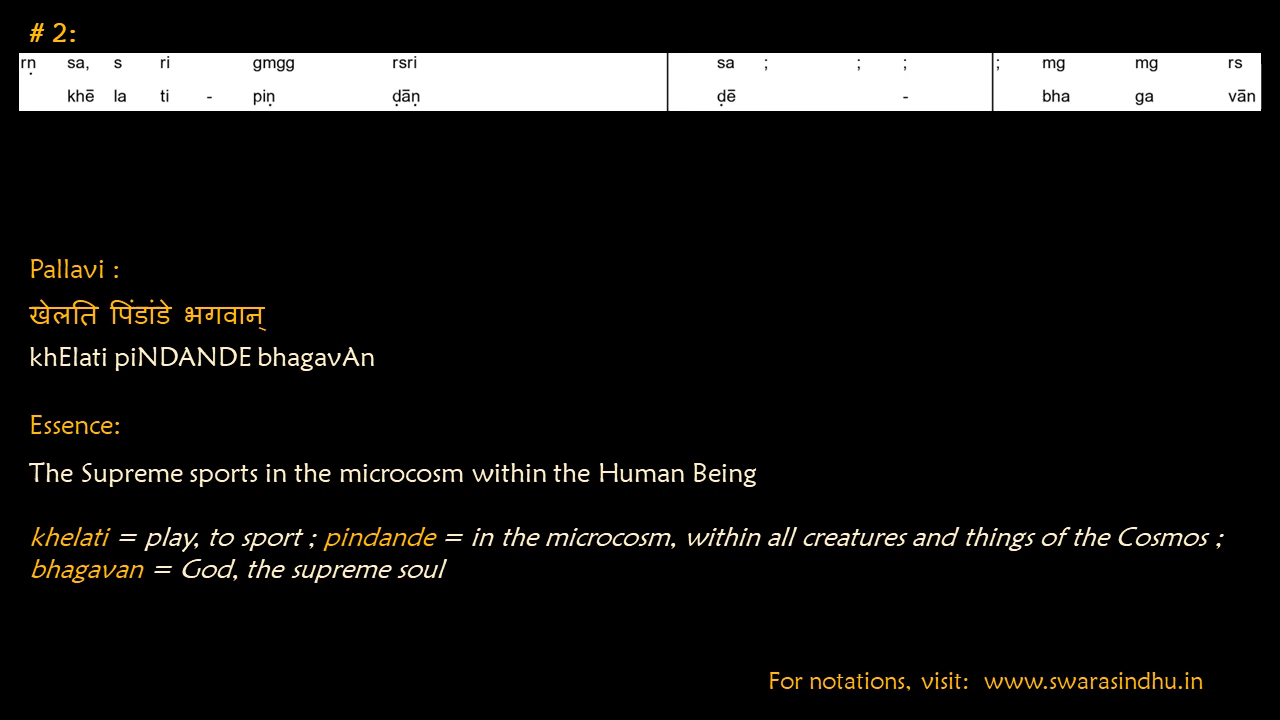 # 2:
rṇ sa, s ri gmgg rsri sa ; ; ; ; mg mg rs
khē la ti - piṇ ḍāṇ ḍē - bha ga vān
Pallavi :
खेलति पिंडांडे भगवान्
khElati piNDANDE bhagavAn
Essence:
The Supreme sports in the microcosm within the Human Being
khelati = play, to sport ; pindande = in the microcosm, within all creatures and things of the Cosmos ;
bhagavan = God, the supreme soul
For notations, visit: www.swarasindhu.in